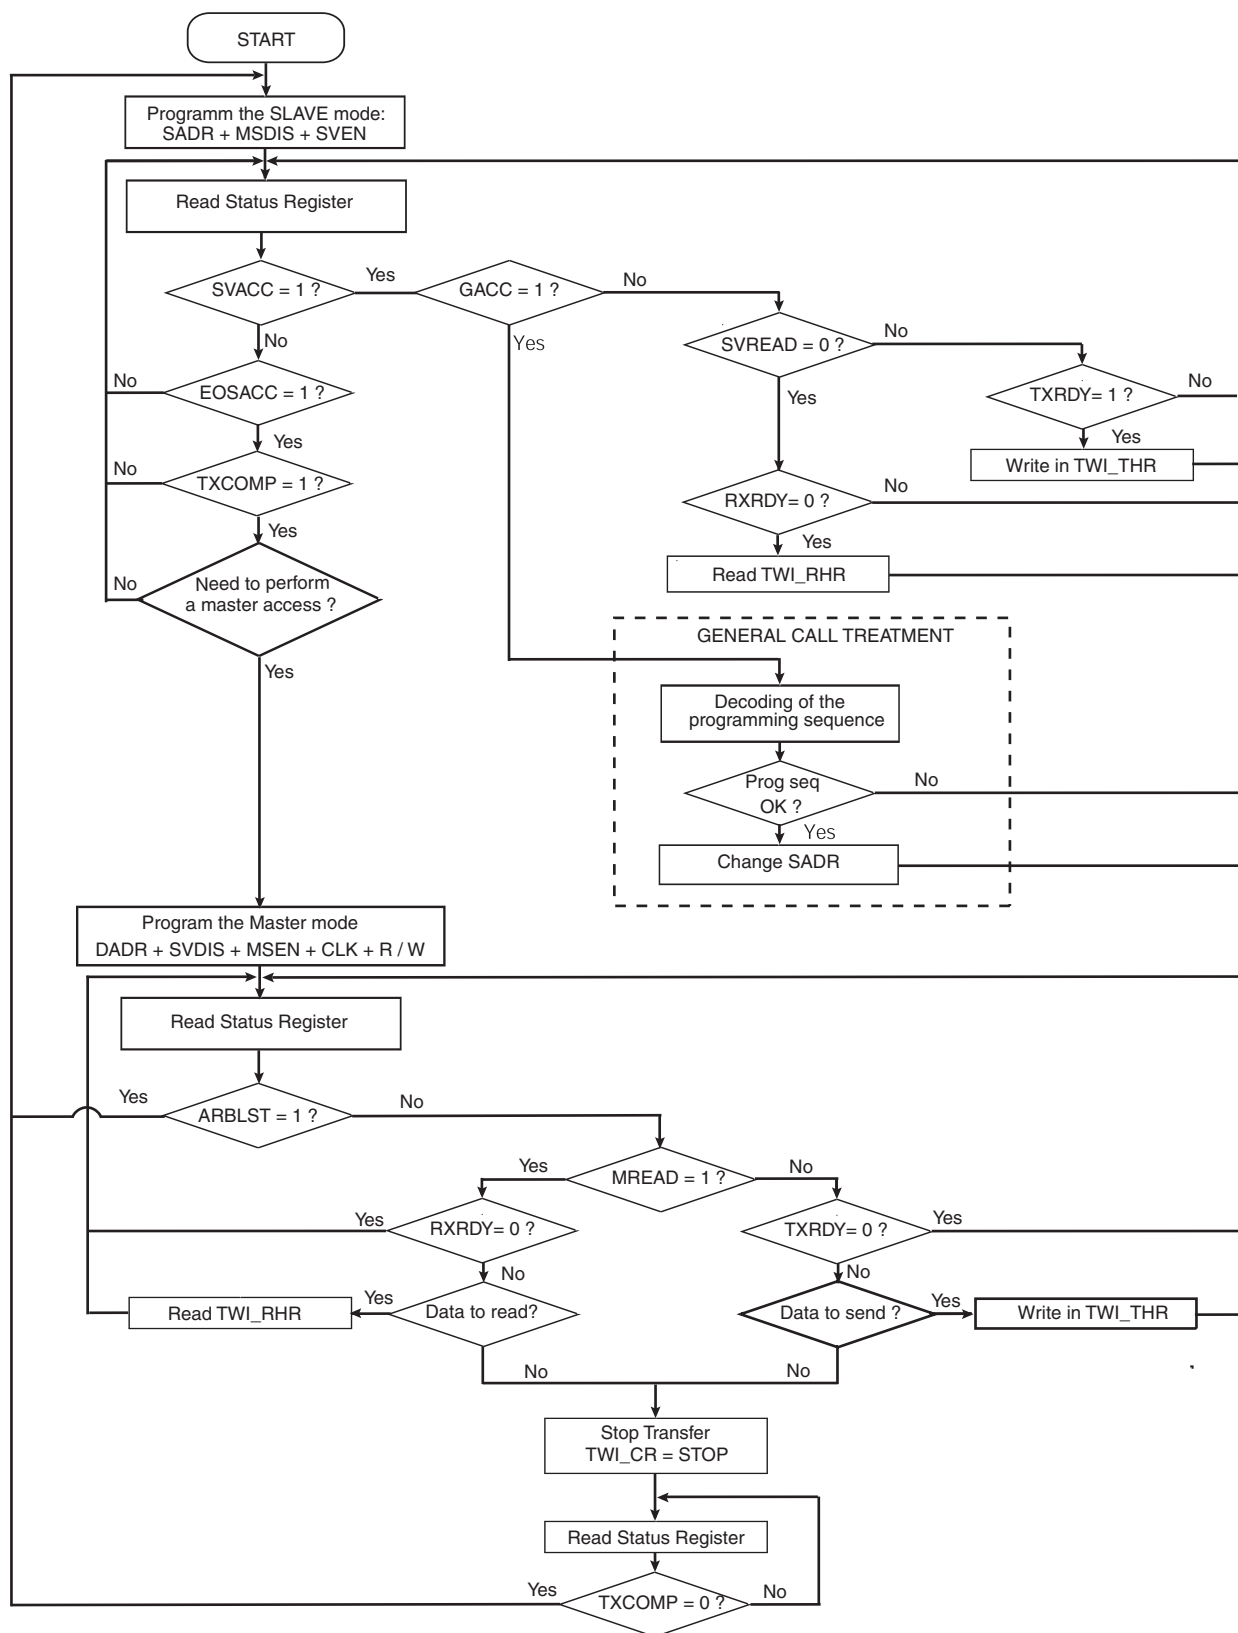 START
Programm the SLAVE mode:
SADR + MSDIS + SVEN
Read Status Register
SVACC = 1 ?
Yes
GACC = 1 ?
No
No
Yes
SVREAD = 0 ?
No
No
EOSACC = 1 ?
Yes
TXRDY= 1 ?
No
Yes
Yes
Write in TWI_THR
No
TXCOMP = 1 ?
RXRDY= 0 ?
No
Yes
Yes
Read TWI_RHR
No
Need to perform
a master access ?
Yes
GENERAL CALL TREATMENT
Decoding of the
programming sequence
Prog seq
OK ?
No
Yes
Change SADR
Program the Master mode
DADR + SVDIS + MSEN + CLK + R / W
Read Status Register
Yes
ARBLST = 1 ?
No
Yes
MREAD = 1 ?
No
Yes
RXRDY= 0 ?
TXRDY= 0 ?
Yes
No
No
Read TWI_RHR
Yes
Data to read?
Data to send ?
Yes
Write in TWI_THR
No
No
Stop Transfer
TWI_CR = STOP
Read Status Register
Yes
TXCOMP = 0 ?
No